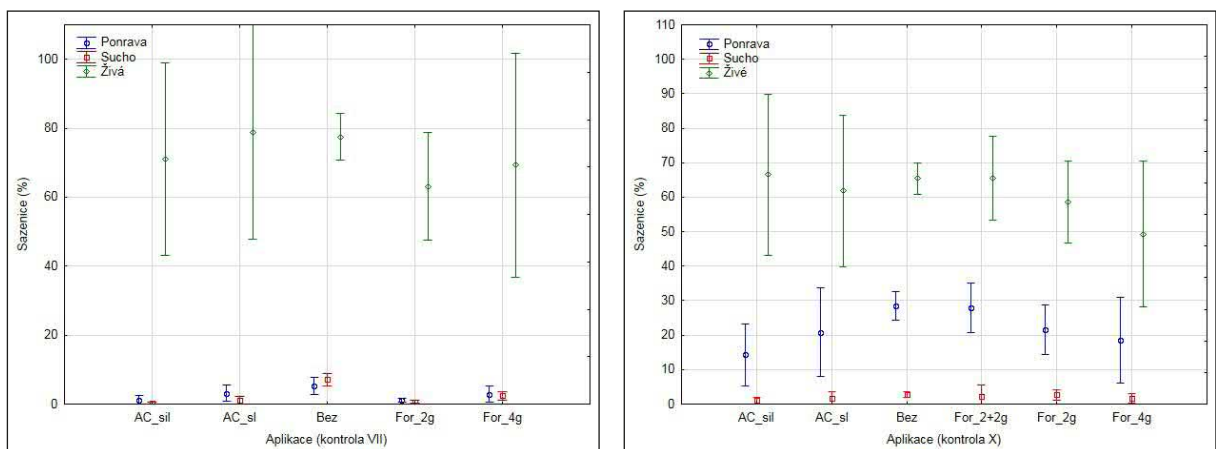 Ponrava
Sucho
Živá
100
80
60
40
20
0
Sazenice (%)
AC_sil AC_sl Bez For_2g For_4g
Aplikace (kontrola VII)
110
100
90
80
70
60
50
40
30
20
10
0
Ponrava
Sucho
Živé
Sazenice (%)
AC_sil AC_sl Bez For_2+2g For_2g For_4g
Aplikace (kontrola X)